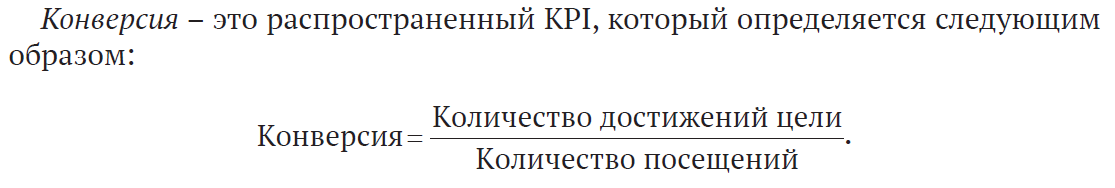 Конверсия – это распространенный KPI, который определяется следующим
образом:
Конверсия = Количество достижений цели
Количество посещений.